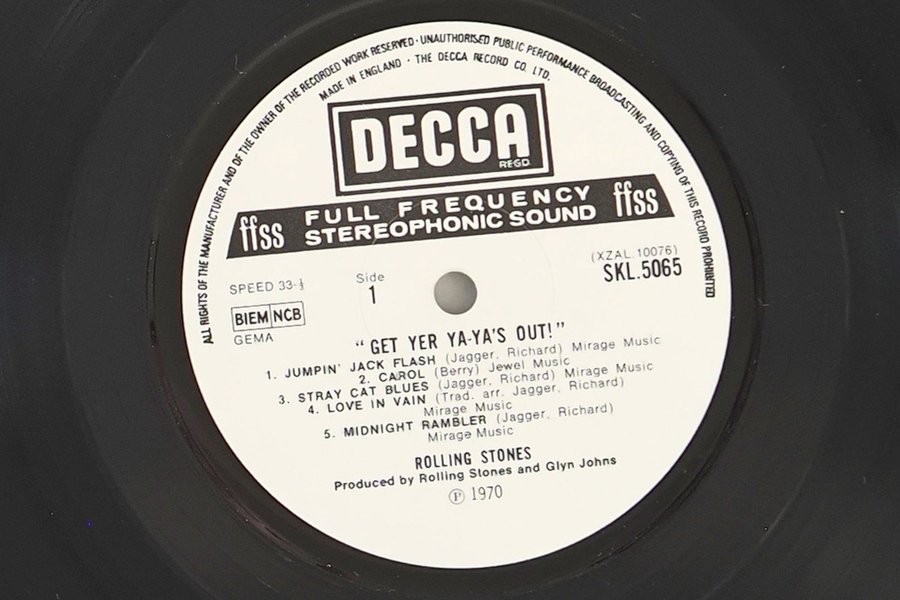 ALL RIGHTS OF THE MANUFACTURER AND OF THE OWNER OF THE RECORDED WORK RESERVED · UNAUTHORISED PUBLIC PERFORMANCE BROADCASTING AND COPYING OF THIS RECORD PROHIBITED
MADE IN ENGLAND · THE DECCA RECORD CO. LTD.
DECCA
REGD.
ffss FULL FREQUENCY ffss
STEREOPHONIC SOUND
(XZAL.10076)
SPEED 33-⅓ Side SKL.5065
1
BIEM NCB
GEMA
"GET YER YA-YA'S OUT!"
1. JUMPIN' JACK FLASH (Jagger, Richard) Mirage Music
2. CAROL (Berry) Jewel Music
3. STRAY CAT BLUES (Jagger, Richard) Mirage Music
4. LOVE IN VAIN (Trad. arr. Jagger, Richard)
Mirage Music
5. MIDNIGHT RAMBLER (Jagger, Richard)
Mirage Music
ROLLING STONES
Produced by Rolling Stones and Glyn Johns
℗ 1970